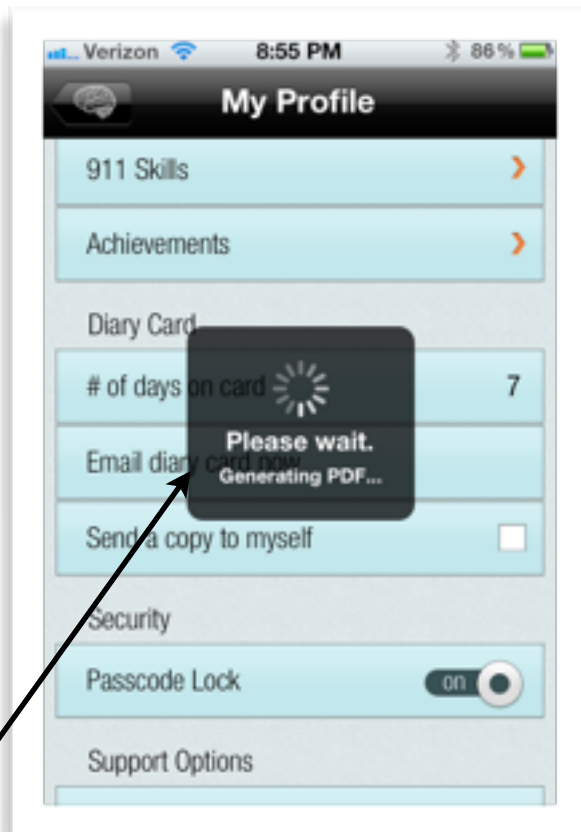 Verizon 8:55 PM 86%
My Profile
911 Skills
Achievements
Diary Card
# of days on card 7
Please wait.
Email diary card now
Generating PDF...
Send a copy to myself
Security
Passcode Lock on
Support Options